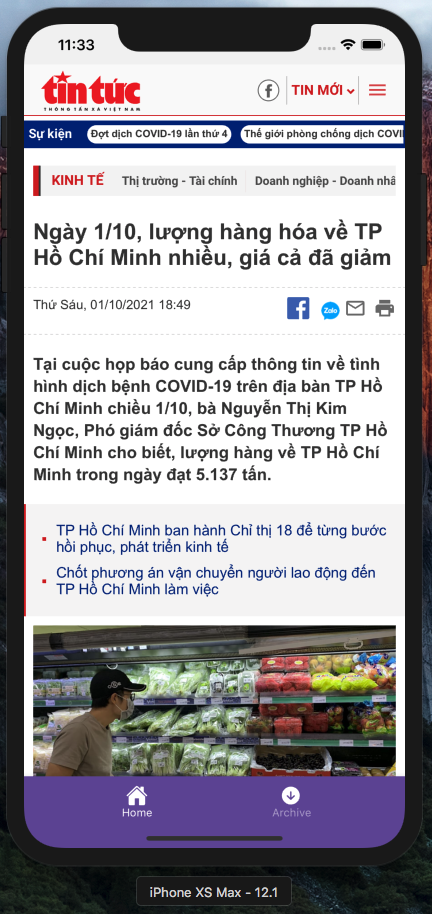 11:33
tin tức
THÔNG TẤN XÃ VIỆT NAM
TIN MỚI
Sự kiện
Đợt dịch COVID-19 lần thứ 4
Thế giới phòng chống dịch COVI
KINH TẾ
Thị trường - Tài chính
Doanh nghiệp - Doanh nhâ
Ngày 1/10, lượng hàng hóa về TP
Hồ Chí Minh nhiều, giá cả đã giảm
Thứ Sáu, 01/10/2021 18:49
Zalo
Tại cuộc họp báo cung cấp thông tin về tình
hình dịch bệnh COVID-19 trên địa bàn TP Hồ
Chí Minh chiều 1/10, bà Nguyễn Thị Kim
Ngọc, Phó giám đốc Sở Công Thương TP Hồ
Chí Minh cho biết, lượng hàng về TP Hồ Chí
Minh trong ngày đạt 5.137 tấn.
TP Hồ Chí Minh ban hành Chỉ thị 18 để từng bước
hồi phục, phát triển kinh tế
Chốt phương án vận chuyển người lao động đến
TP Hồ Chí Minh làm việc
Home
Archive
iPhone XS Max - 12.1